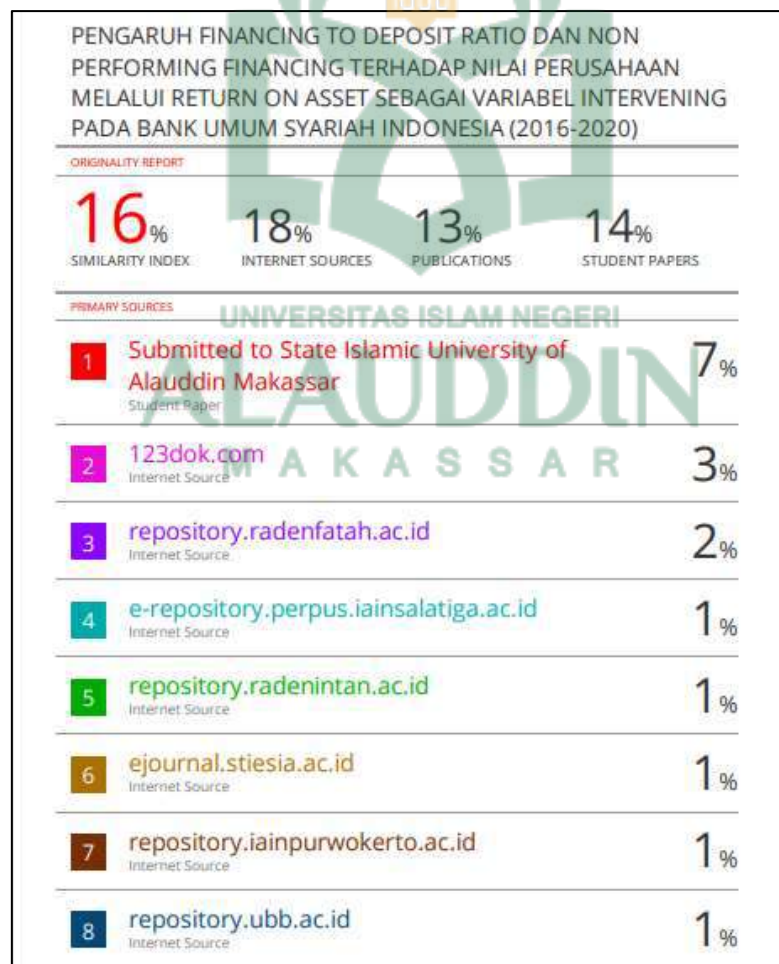 PENGARUH FINANCING TO DEPOSIT RATIO DAN NON
PERFORMING FINANCING TERHADAP NILAI PERUSAHAAN
MELALUI RETURN ON ASSET SEBAGAI VARIABEL INTERVENING
PADA BANK UMUM SYARIAH INDONESIA (2016-2020)
ORIGINALITY REPORT
16% 18% 13% 14%
SIMILARITY INDEX INTERNET SOURCES PUBLICATIONS STUDENT PAPERS
PRIMARY SOURCES
UNIVERSITAS ISLAM NEGERI
ALAUDDIN
MAKASSAR
1 Submitted to State Islamic University of 7%
Alauddin Makassar
Student Paper
2 123dok.com 3%
Internet Source
3 repository.radenfatah.ac.id 2%
Internet Source
4 e-repository.perpus.iainsalatiga.ac.id 1%
Internet Source
5 repository.radenintan.ac.id 1%
Internet Source
6 ejournal.stiesia.ac.id 1%
Internet Source
7 repository.iainpurwokerto.ac.id 1%
Internet Source
8 repository.ubb.ac.id 1%
Internet Source